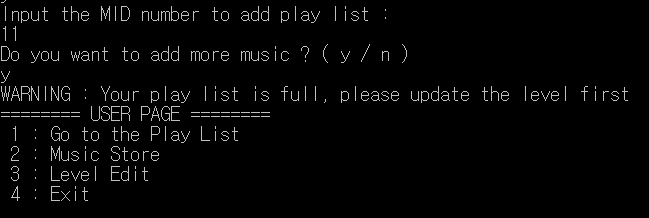 Input the MID number to add play list :
11
Do you want to add more music ? ( y / n )
y
WARNING : Your play list is full, please update the level first
======== USER PAGE ========
1 : Go to the Play List
2 : Music Store
3 : Level Edit
4 : Exit